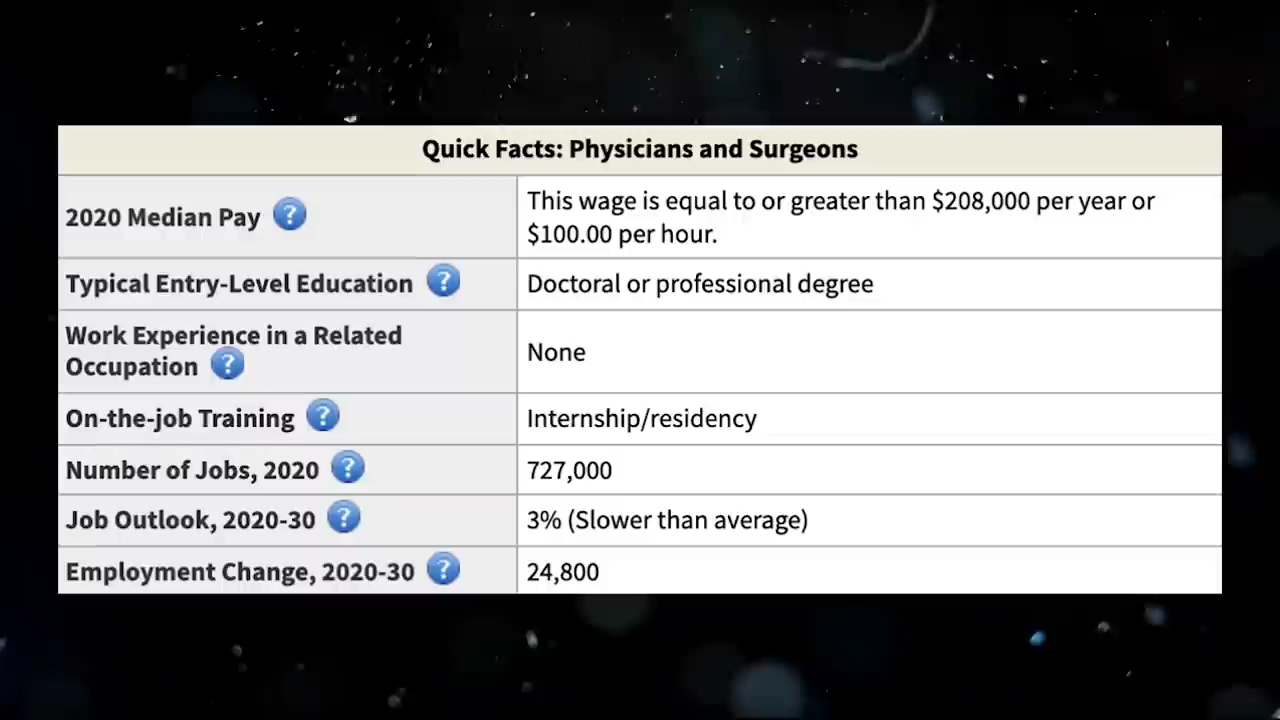 Quick Facts: Physicians and Surgeons
2020 Median Pay ?
This wage is equal to or greater than $208,000 per year or
$100.00 per hour.
Typical Entry-Level Education ?
Doctoral or professional degree
Work Experience in a Related
Occupation ?
None
On-the-job Training ?
Internship/residency
Number of Jobs, 2020 ?
727,000
Job Outlook, 2020-30 ?
3% (Slower than average)
Employment Change, 2020-30 ?
24,800